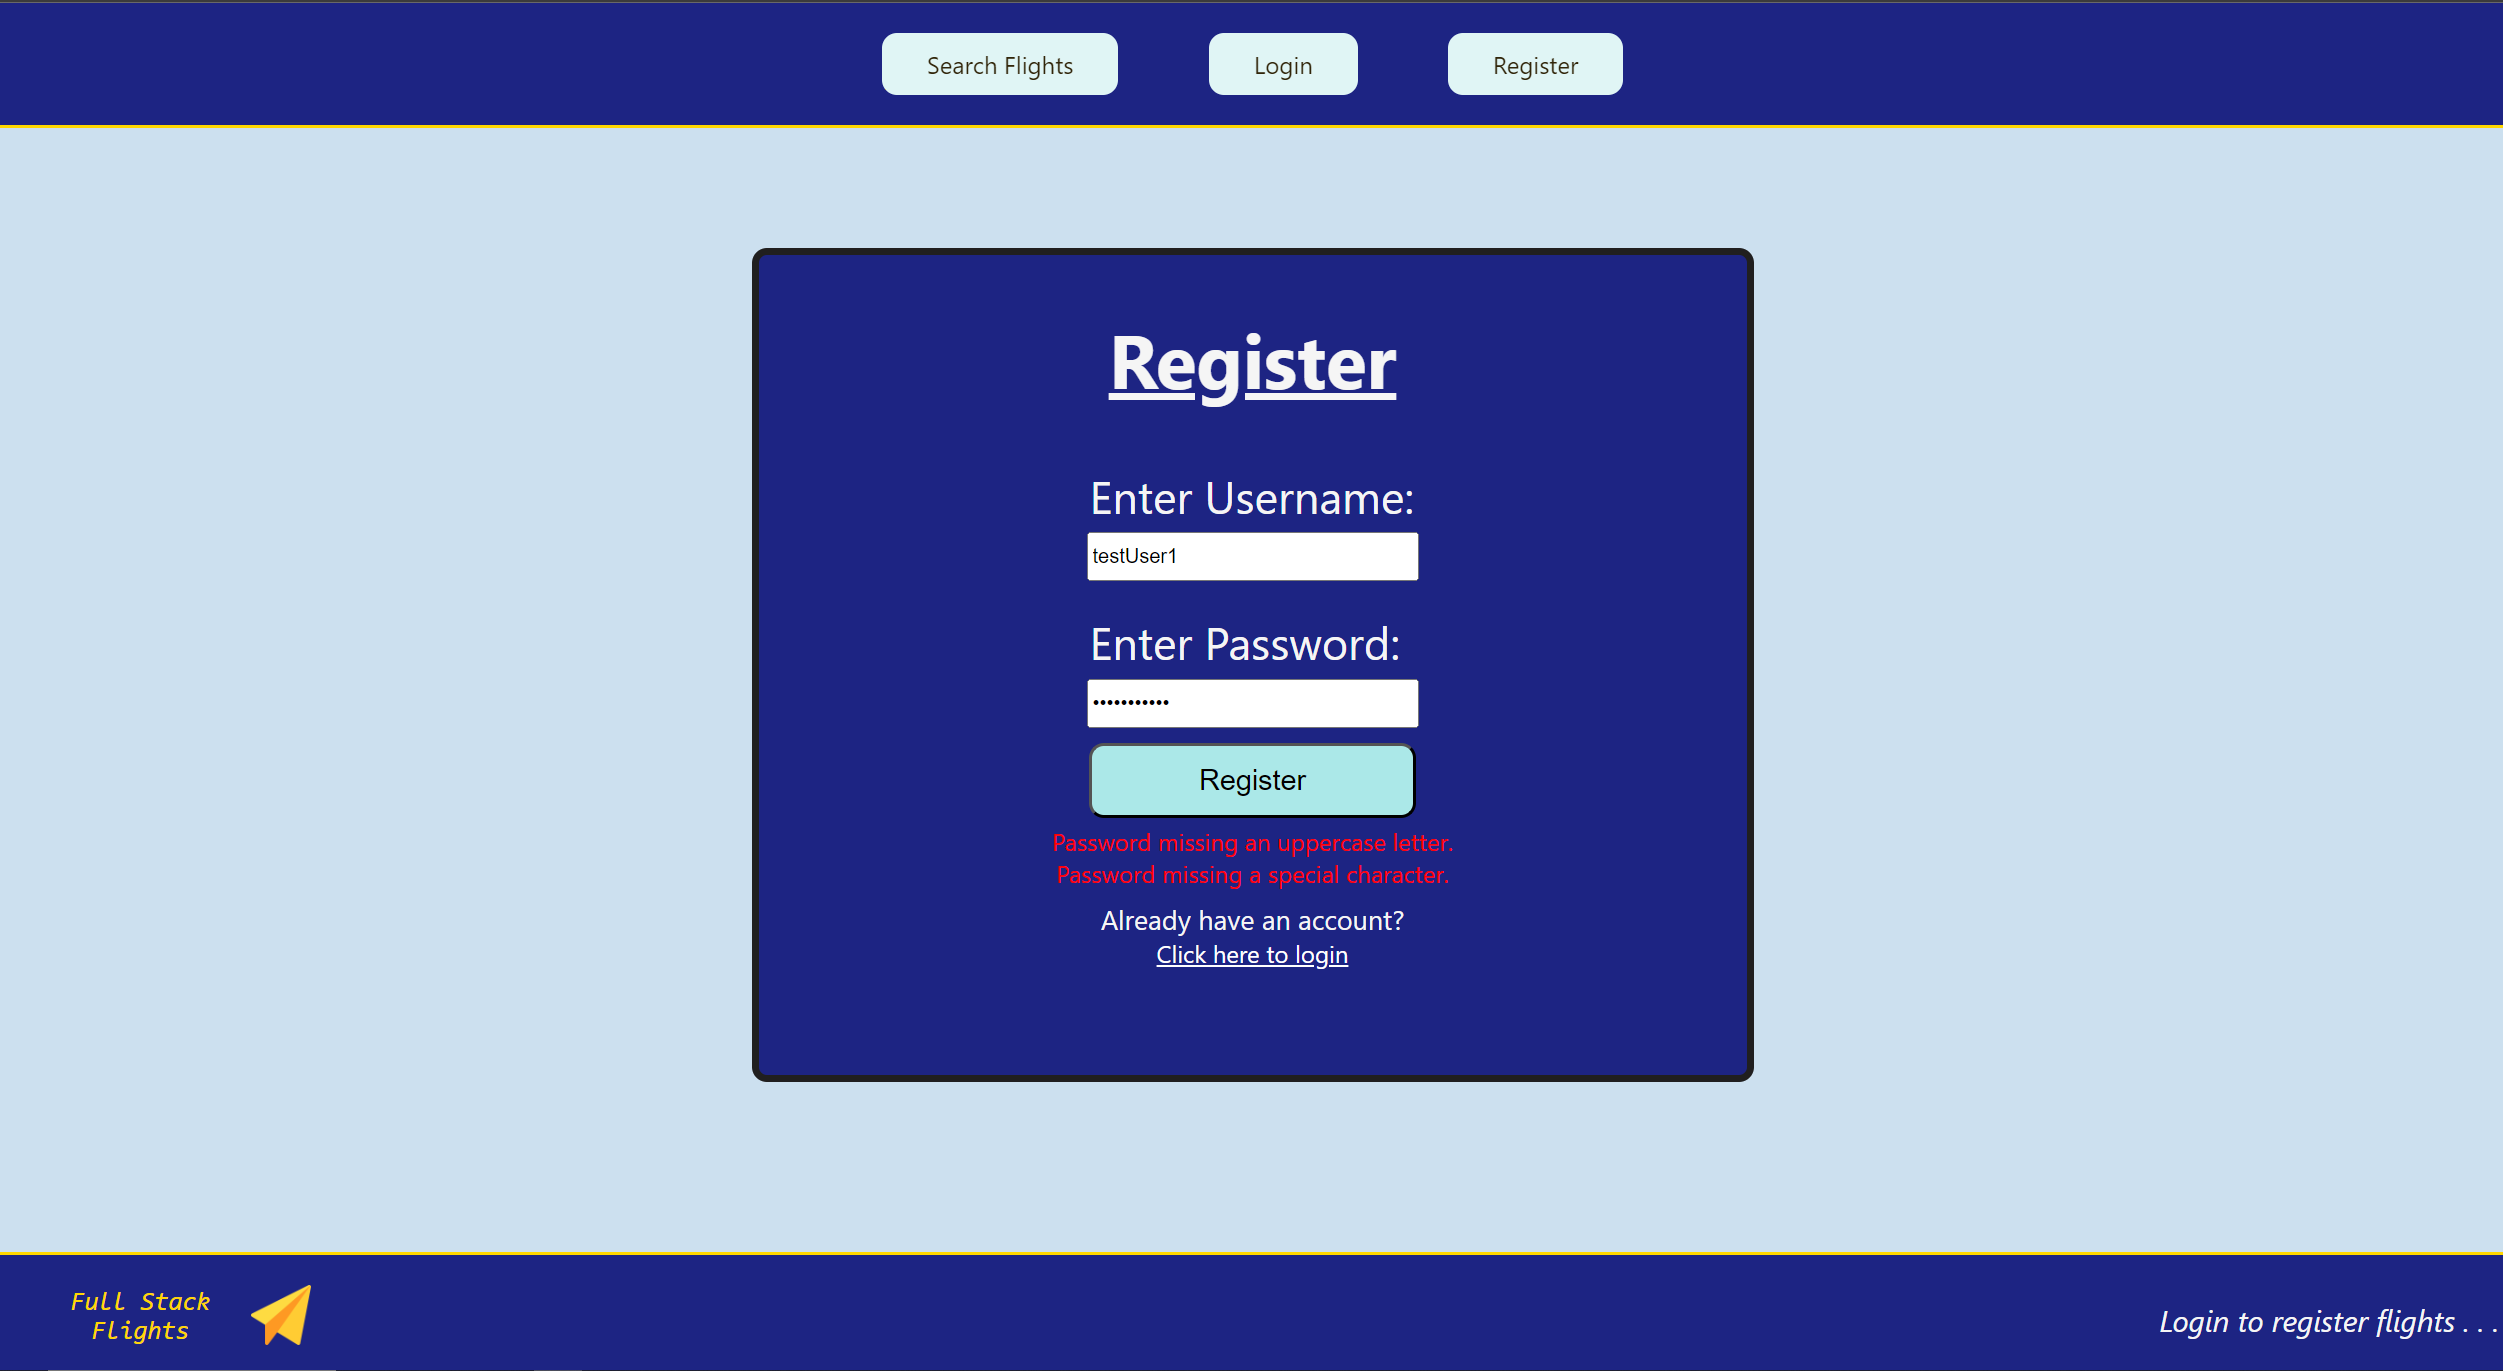 Search Flights
Login
Register
Register
Enter Username:
testUser1
Enter Password:
•••••••••••
Register
Password missing an uppercase letter.
Password missing a special character.
Already have an account?
Click here to login
Full Stack
Flights
Login to register flights . . .